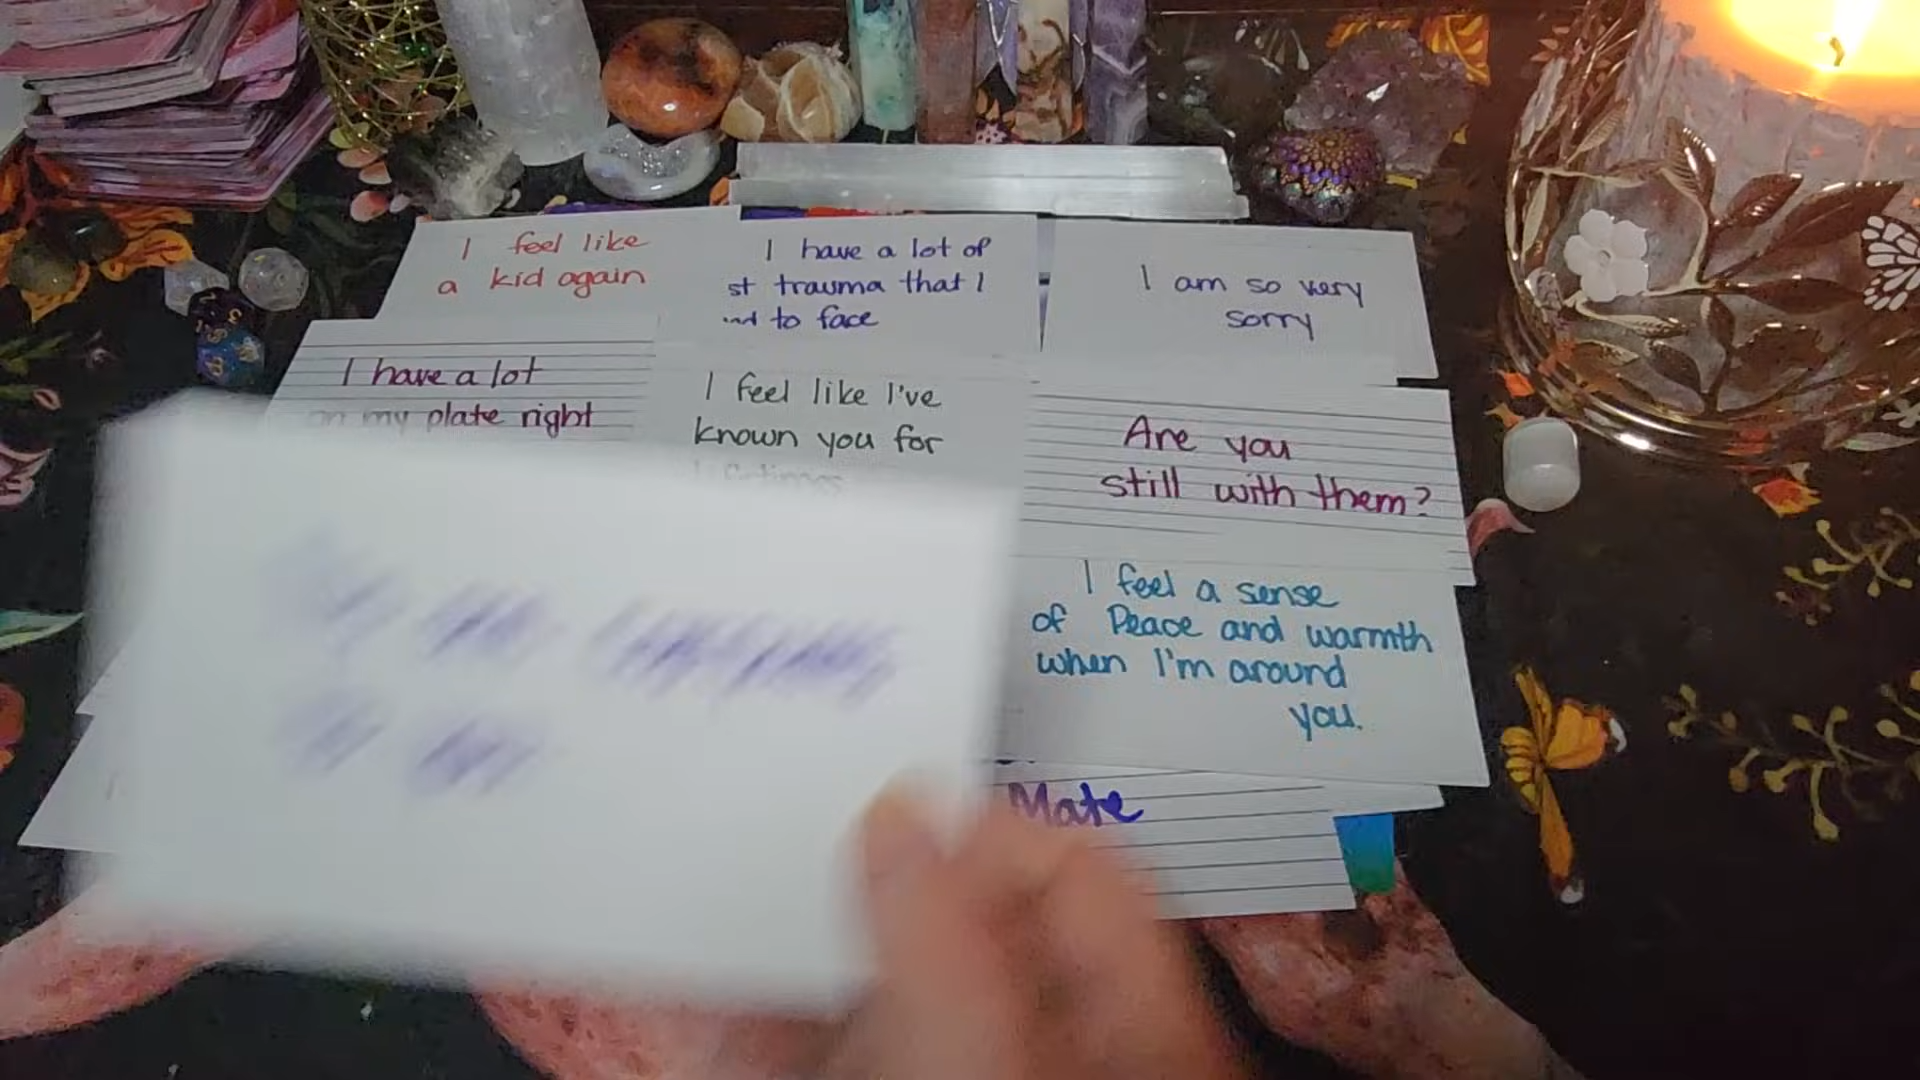 I feel like
a kid again
I have a lot of
st trauma that I
to face
I am so very
sorry
I have a lot
on my plate right
I feel like I've
known you for
lifetimes
Are you
still with them?
I feel a sense
of Peace and warmth
when I'm around
you.
Mate